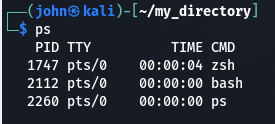 ┌──(john㉿kali)-[~/my_directory]
└─$ ps
PID TTY TIME CMD
1747 pts/0 00:00:04 zsh
2112 pts/0 00:00:00 bash
2260 pts/0 00:00:00 ps